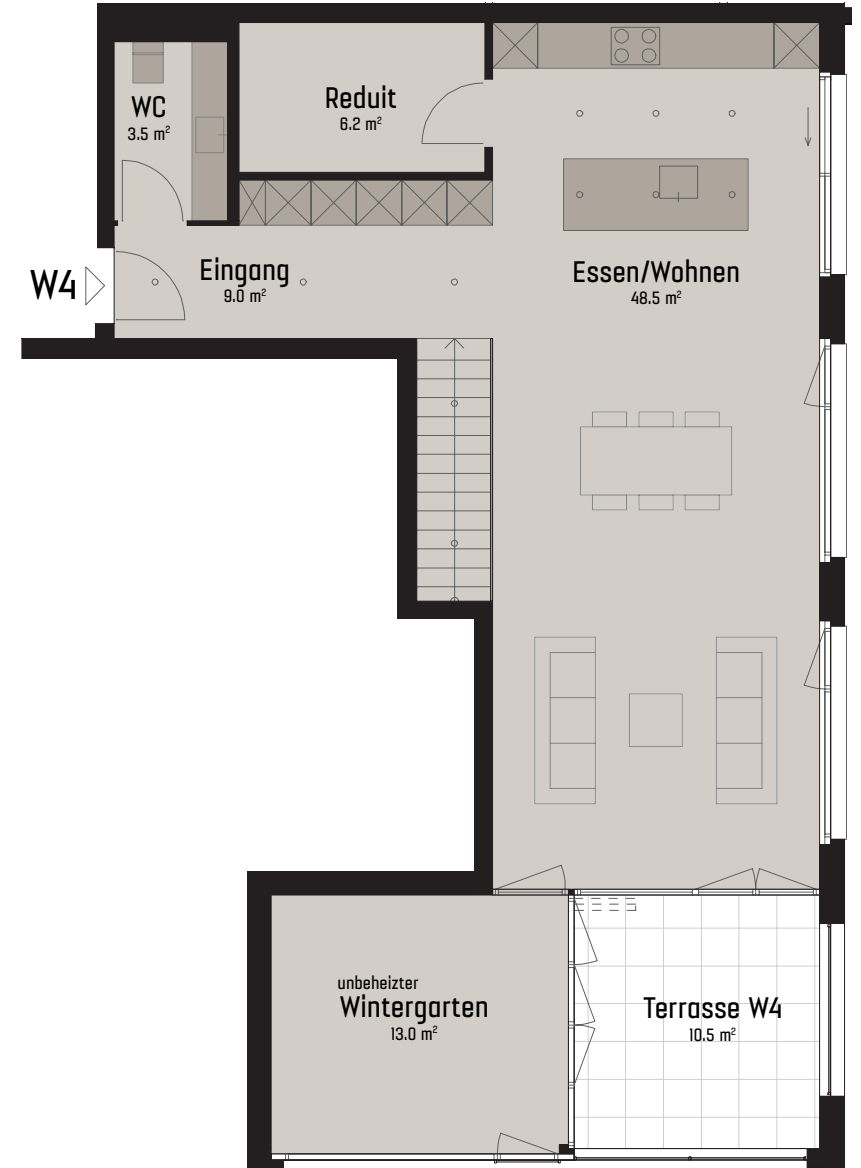 WC
3.5 m²
Reduit
6.2 m²
W4
Eingang
9.0 m²
Essen/Wohnen
48.5 m²
unbeheizter
Wintergarten
13.0 m²
Terrasse W4
10.5 m²